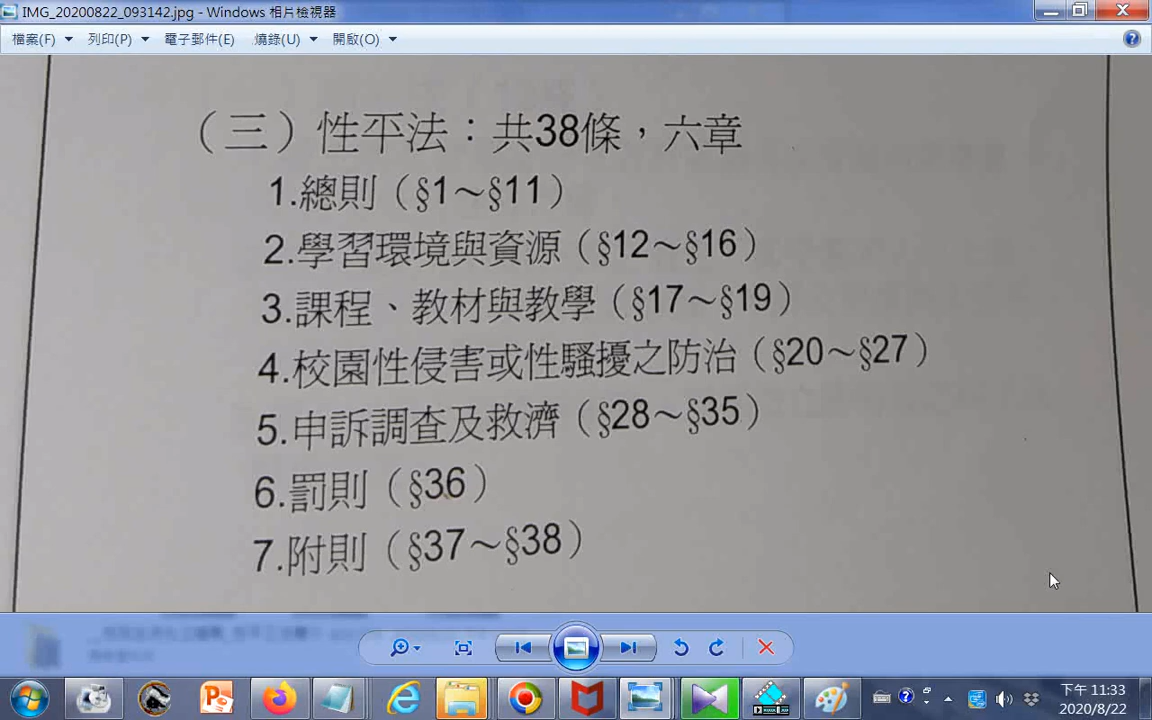 IMG_20200822_093142.jpg - Windows 相片檢視器
檔案(F) 列印(P) 電子郵件(E) 燒錄(U) 開啟(O)
（三）性平法：共38條，六章
1.總則（§1～§11）
2.學習環境與資源（§12～§16）
3.課程、教材與教學（§17～§19）
4.校園性侵害或性騷擾之防治（§20～§27）
5.申訴調查及救濟（§28～§35）
6.罰則（§36）
7.附則（§37～§38）
下午 11:33
2020/8/22